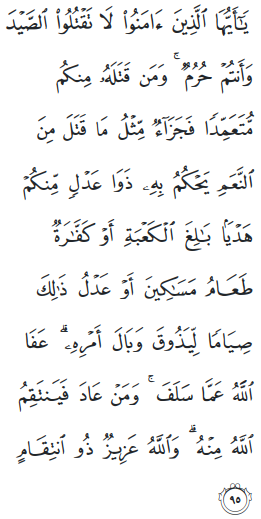 يَـٰٓأَيُّهَا ٱلَّذِينَ ءَامَنُوا۟ لَا تَقْتُلُوا۟ ٱلصَّيْدَ
وَأَنتُمْ حُرُمٌ ۚ وَمَن قَتَلَهُۥ مِنكُم
مُّتَعَمِّدًا فَجَزَآءٌ مِّثْلُ مَا قَتَلَ مِنَ
ٱلنَّعَمِ يَحْكُمُ بِهِۦ ذَوَا عَدْلٍ مِّنكُمْ
هَدْيًۢا بَـٰلِغَ ٱلْكَعْبَةِ أَوْ كَفَّـٰرَةٌ
طَعَامُ مَسَـٰكِينَ أَوْ عَدْلُ ذَٰلِكَ
صِيَامًا لِّيَذُوقَ وَبَالَ أَمْرِهِۦ ۗ عَفَا
ٱللَّهُ عَمَّا سَلَفَ ۚ وَمَنْ عَادَ فَيَنتَقِمُ
ٱللَّهُ مِنْهُ ۗ وَٱللَّهُ عَزِيزٌ ذُو ٱنتِقَامٍ
٩٥